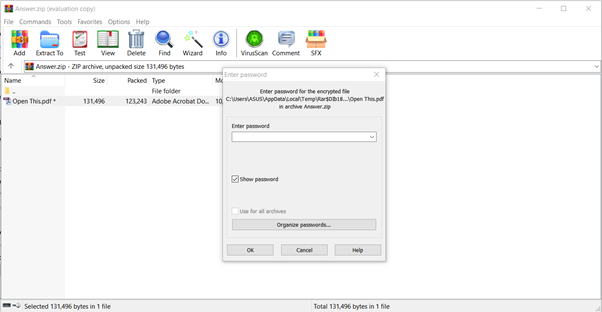 Answer.zip (evaluation copy)
File Commands Tools Favorites Options Help
Add Extract To Test View Delete Find Wizard Info VirusScan Comment SFX
Answer.zip - ZIP archive, unpacked size 131,496 bytes
Name Size Packed Type
..
File folder
Open This.pdf * 131,496 123,243 Adobe Acrobat Do... 10,
Enter password
Enter password for the encrypted file
C:\Users\ASUS\AppData\Local\Temp\Open This.pdf
in archive Answer.zip
Enter password
Show password
Use for all archives
Organize passwords...
OK Cancel Help
Selected 131,496 bytes in 1 file Total 131,496 bytes in 1 file